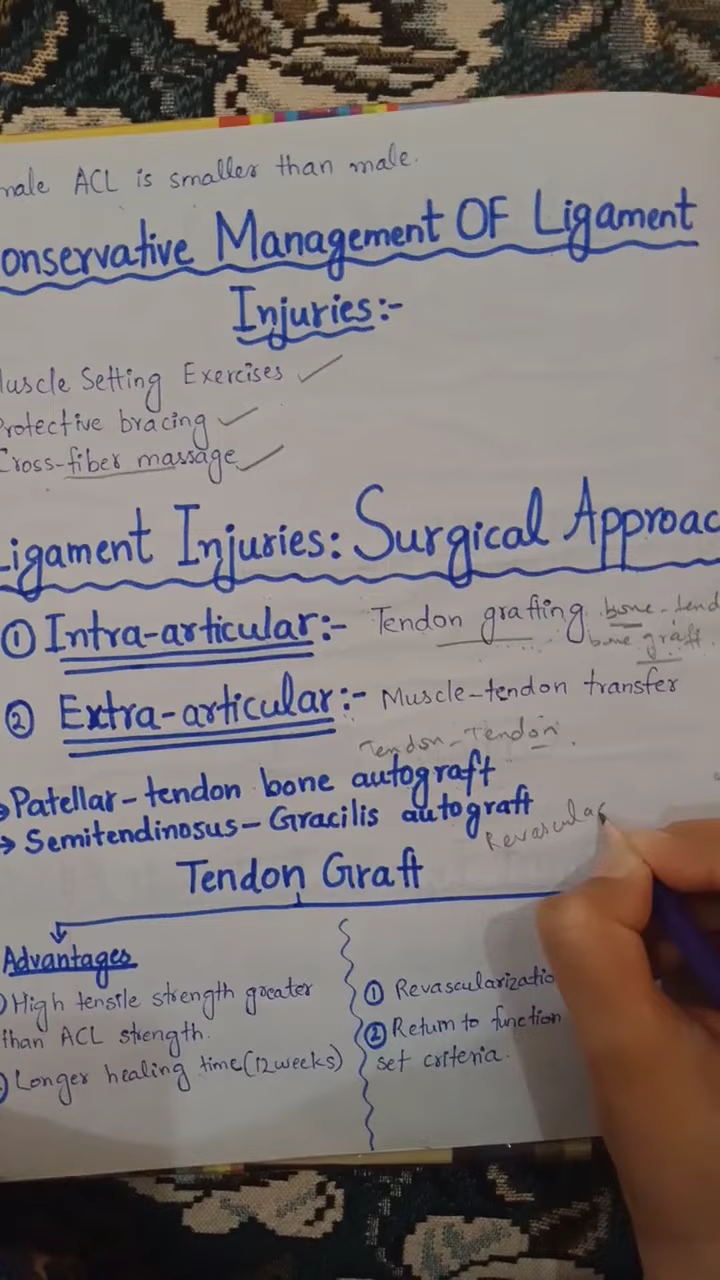 male ACL is smaller than male.
onservative Management OF Ligament
Injuries:-
uscle Setting Exercises ✓
rotective bracing ✓
Cross-fiber massage ✓
Ligament Injuries: Surgical Approac
① Intra-articular:- Tendon grafting bone-tend
bone graft.
② Extra-articular:- Muscle-tendon transfer
Tendon-Tendon.
→ Patellar-tendon bone autograft
→ Semitendinosus-Gracilis autograft
Revascular
Tendon Graft
Advantages
High tensile strength greater
than ACL strength.
Longer healing time (12 weeks)
① Revascularizatio
② Return to function
set criteria.